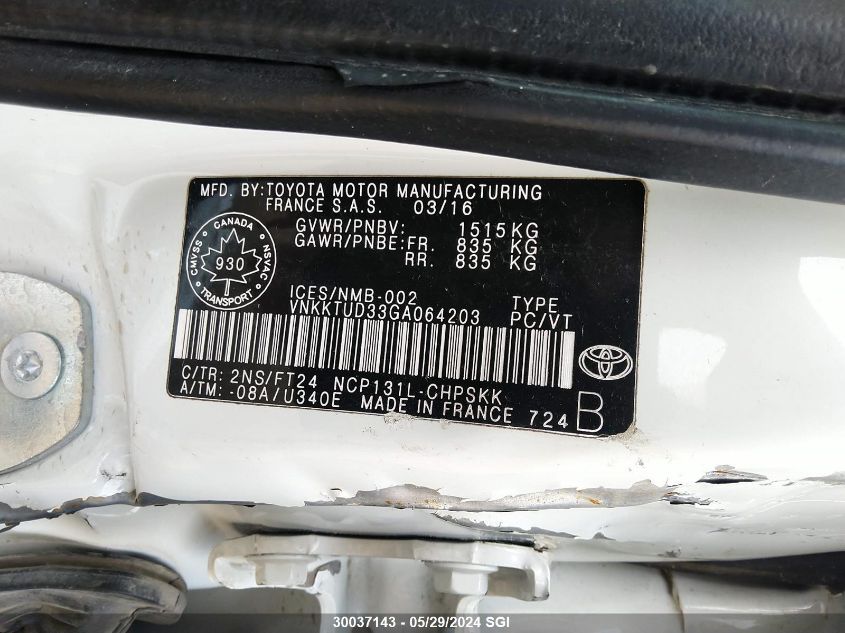 MFD. BY:TOYOTA MOTOR MANUFACTURING
FRANCE S.A.S. 03/16
GVWR/PNBV: 1515KG
GAWR/PNBE:FR. 835 KG
RR. 835 KG
CANADA
CMVSS
NSVAC
930
TRANSPORT
ICES/NMB-002 TYPE
VNKKTUD33GA064203 PC/VT
C/TR: 2NS/FT24 NCP131L-CHPSKK
A/TM: -08A/U340E MADE IN FRANCE 724 B
30037143 - 05/29/2024 SGI